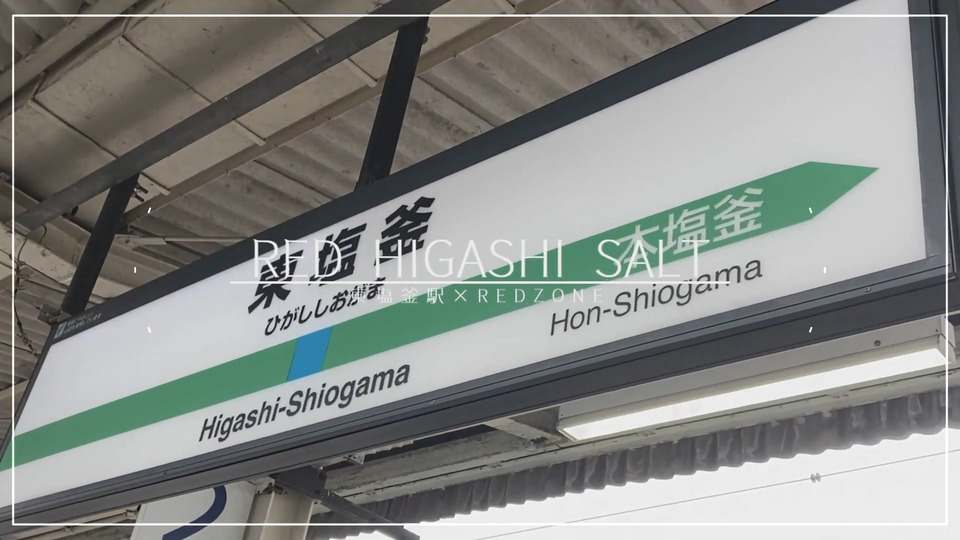 東塩釜
ひがししおがま
本塩釜
Hon-Shiogama
Higashi-Shiogama
RED HIGASHI SALT
東塩釜駅×REDZONE